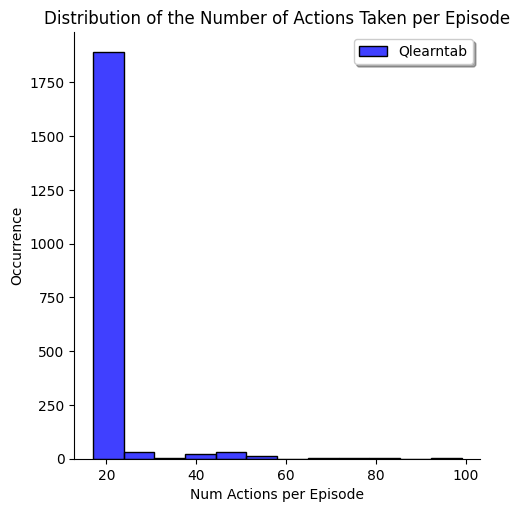 Distribution of the Number of Actions Taken per Episode
Qlearntab
1750
1500
1250
1000
750
500
250
0
Occurrence
20 40 60 80 100
Num Actions per Episode